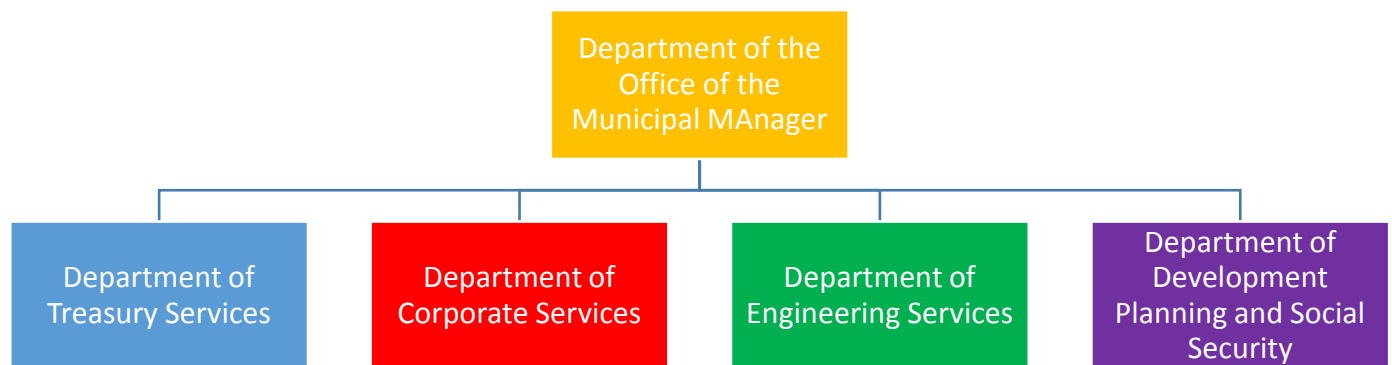 Department of the
Office of the
Municipal MAnager
Department of
Treasury Services
Department of
Corporate Services
Department of
Engineering Services
Department of
Development
Planning and Social
Security